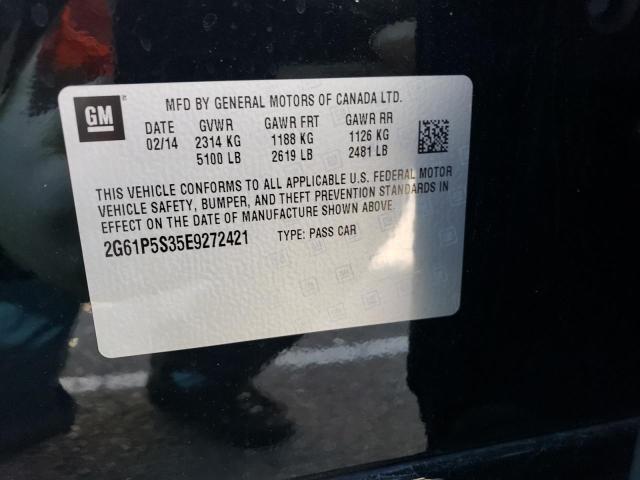 GM
MFD BY GENERAL MOTORS OF CANADA LTD.
DATE GVWR GAWR FRT GAWR RR
02/14 2314 KG 1188 KG 1126 KG
5100 LB 2619 LB 2481 LB
THIS VEHICLE CONFORMS TO ALL APPLICABLE U.S. FEDERAL MOTOR
VEHICLE SAFETY, BUMPER, AND THEFT PREVENTION STANDARDS IN
EFFECT ON THE DATE OF MANUFACTURE SHOWN ABOVE.
2G61P5S35E9272421 TYPE: PASS CAR